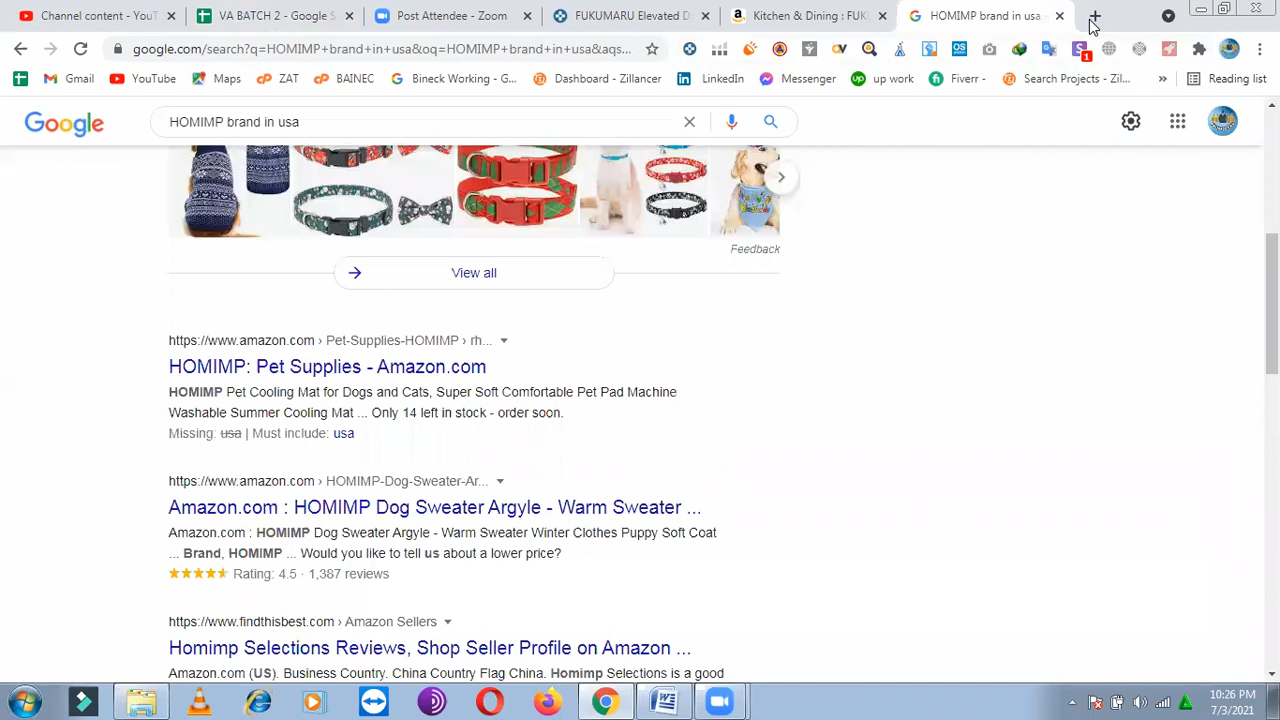 Channel content - YouT
VA BATCH 2 - Google S
Post Attendee - Zoom
FUKUMARU Elevated D
Kitchen & Dining : FUK
HOMIMP brand in usa
google.com/search?q=HOMIMP+brand+in+usa&oq=HOMIMP+brand+in+usa&aqs...
Gmail
YouTube
Maps
ZAT
BAINEC
Bineck Working - G...
Dashboard - Zillancer
LinkedIn
Messenger
up work
Fiverr -
Search Projects - Zil...
»
Reading list
Google
HOMIMP brand in usa
Feedback
View all
https://www.amazon.com › Pet-Supplies-HOMIMP › rh...
HOMIMP: Pet Supplies - Amazon.com
HOMIMP Pet Cooling Mat for Dogs and Cats, Super Soft Comfortable Pet Pad Machine
Washable Summer Cooling Mat ... Only 14 left in stock - order soon.
Missing: usa | Must include: usa
https://www.amazon.com › HOMIMP-Dog-Sweater-Ar...
Amazon.com : HOMIMP Dog Sweater Argyle - Warm Sweater ...
Amazon.com : HOMIMP Dog Sweater Argyle - Warm Sweater Winter Clothes Puppy Soft Coat
... Brand, HOMIMP ... Would you like to tell us about a lower price?
Rating: 4.5 · 1,387 reviews
https://www.findthisbest.com › Amazon Sellers
Homimp Selections Reviews, Shop Seller Profile on Amazon ...
Amazon.com (US). Business Country. China Country Flag China. Homimp Selections is a good
10:26 PM
7/3/2021